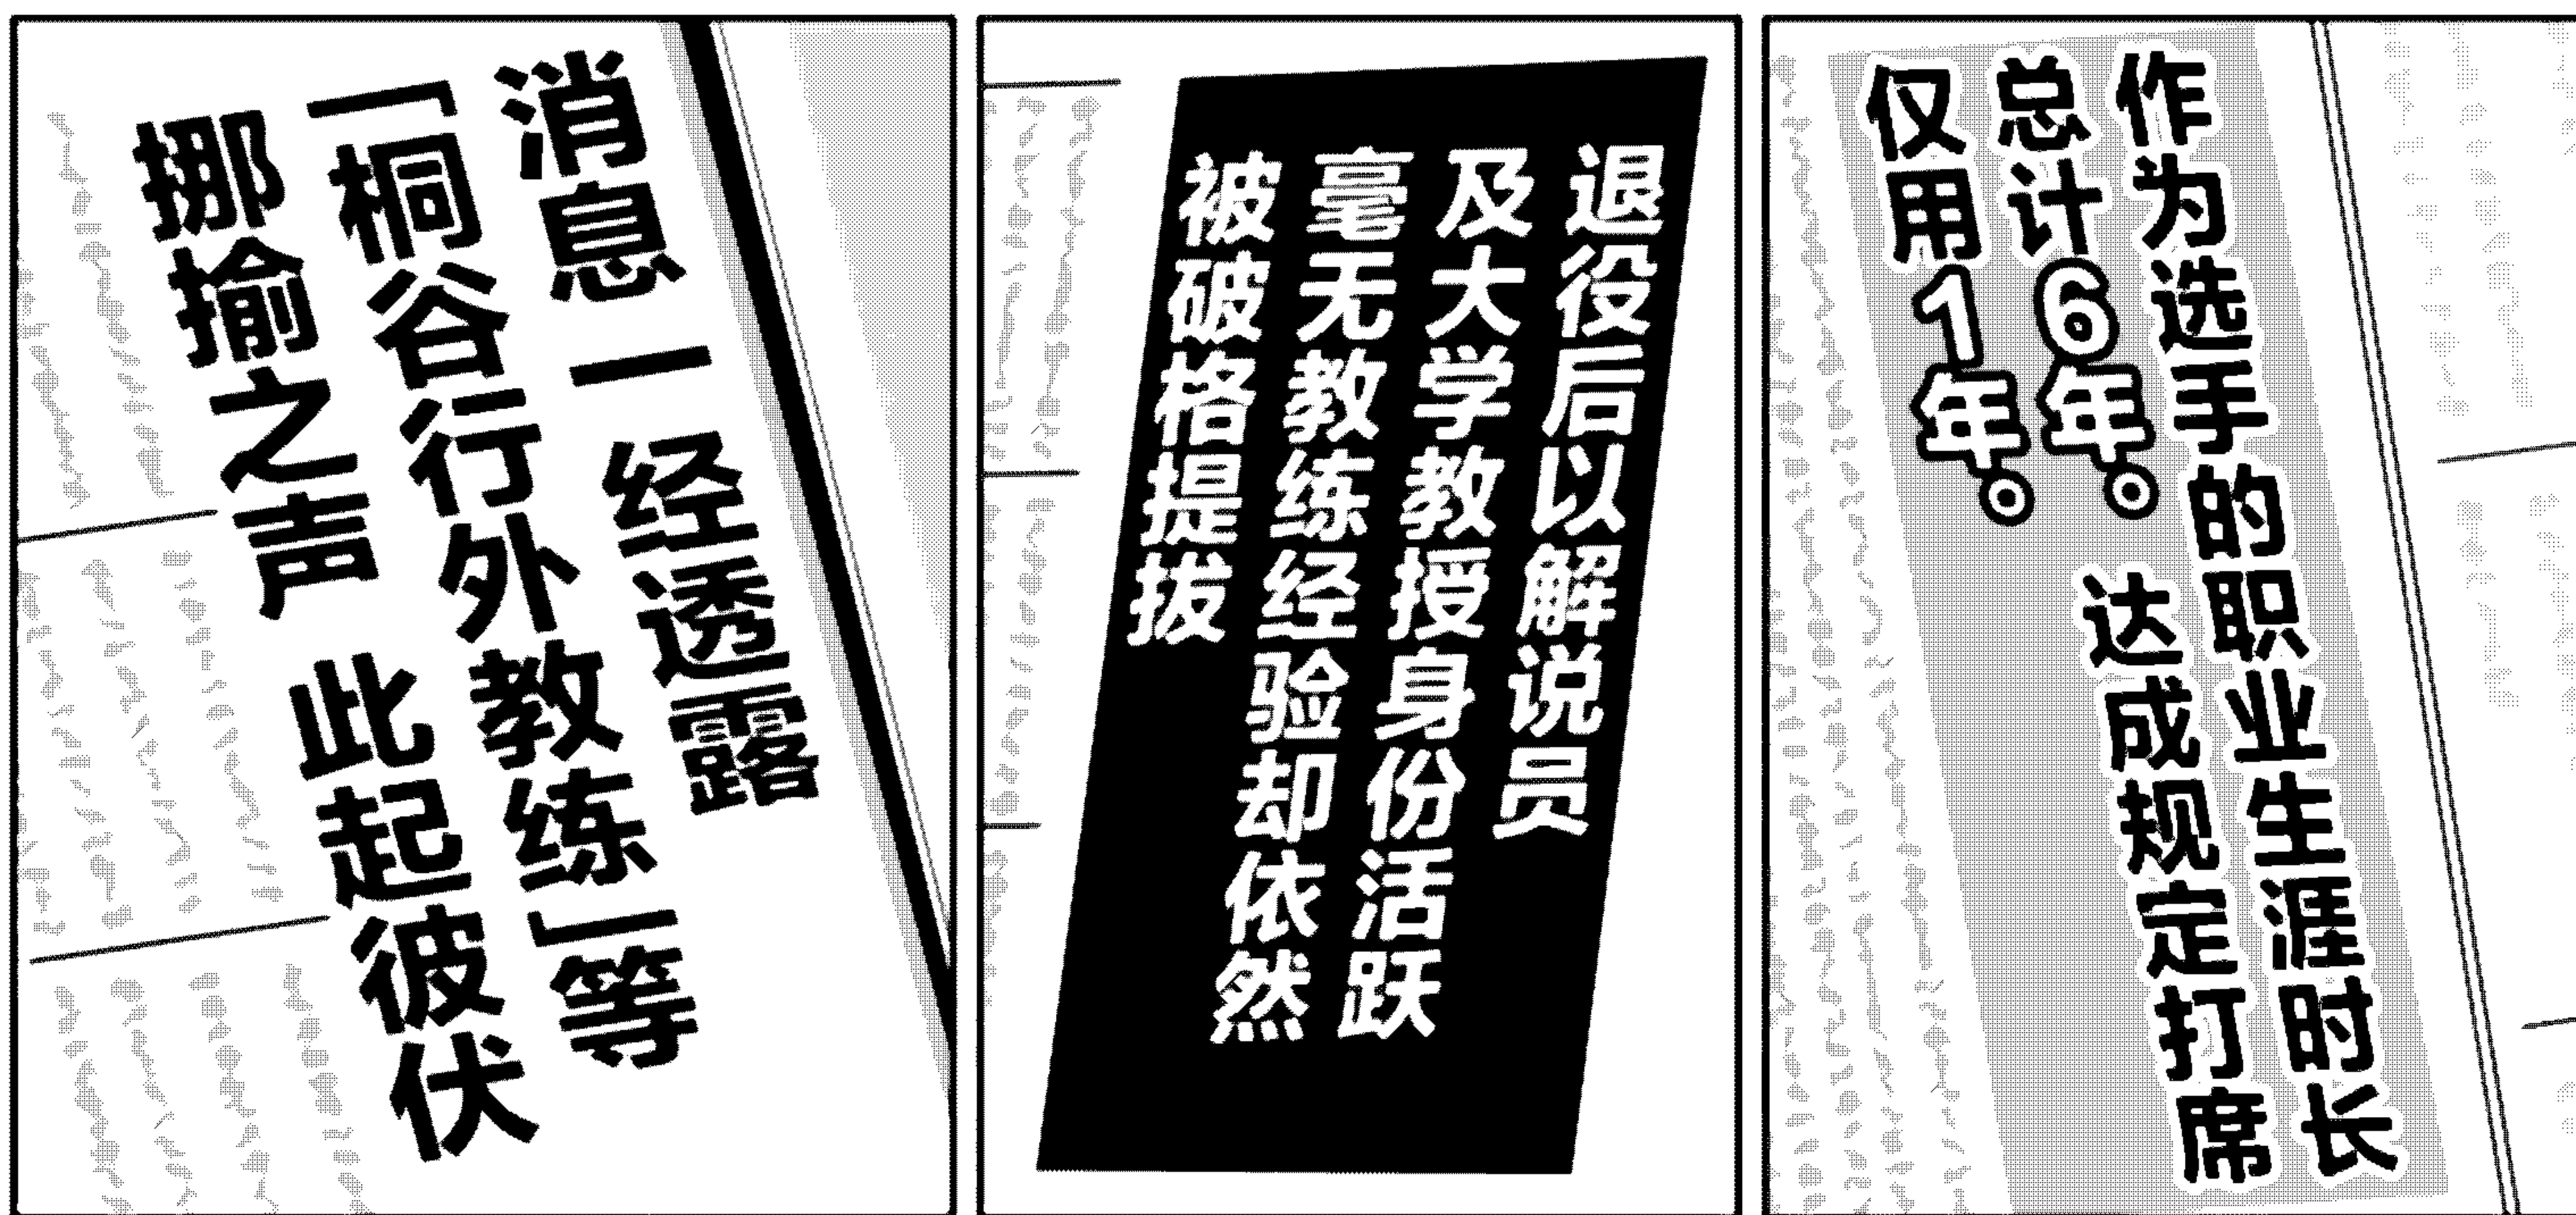 作为选手的职业生涯时长
总计6年。 达成规定打席
仅用1年。
退役后以解说员
及大学教授身份活跃
毫无教练经验却依然
被破格提拔
消息一经透露
「桐谷行外教练」等
挪揄之声 此起彼伏